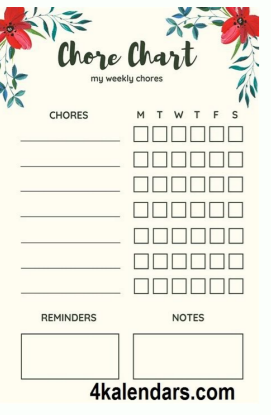 Chore Chart
my weekly chores
CHORES M T W T F S
REMINDERS NOTES
4kalendars.com